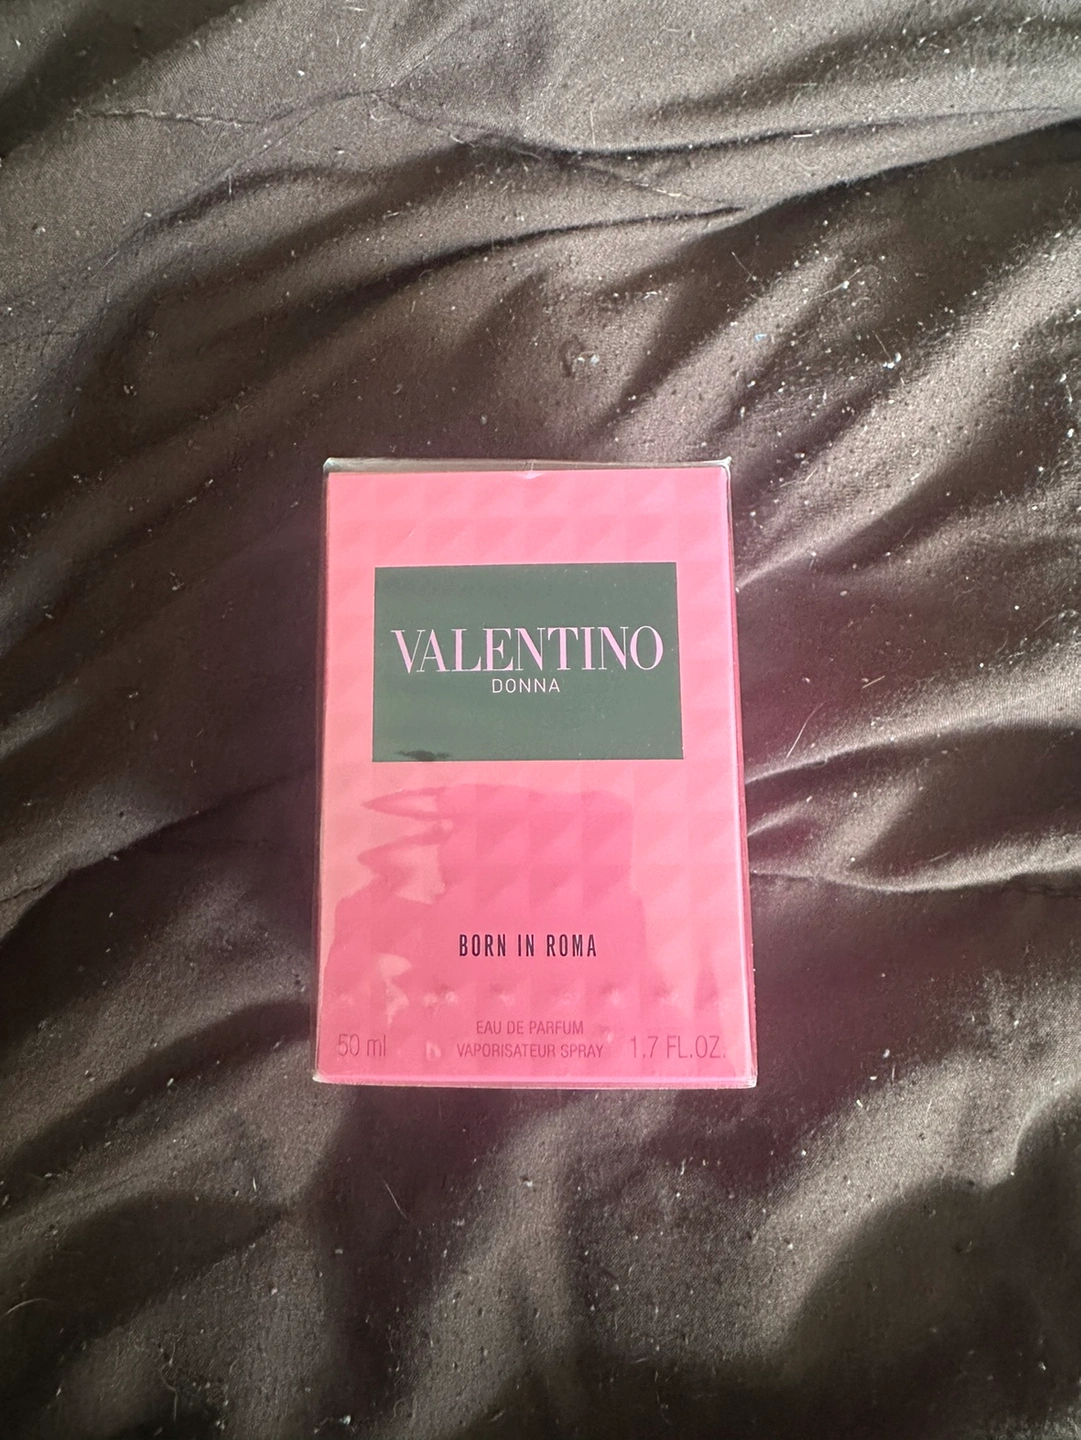 VALENTINO
DONNA
BORN IN ROMA
EAU DE PARFUM
50 ml VAPORISATEUR SPRAY 1.7 FL.OZ.